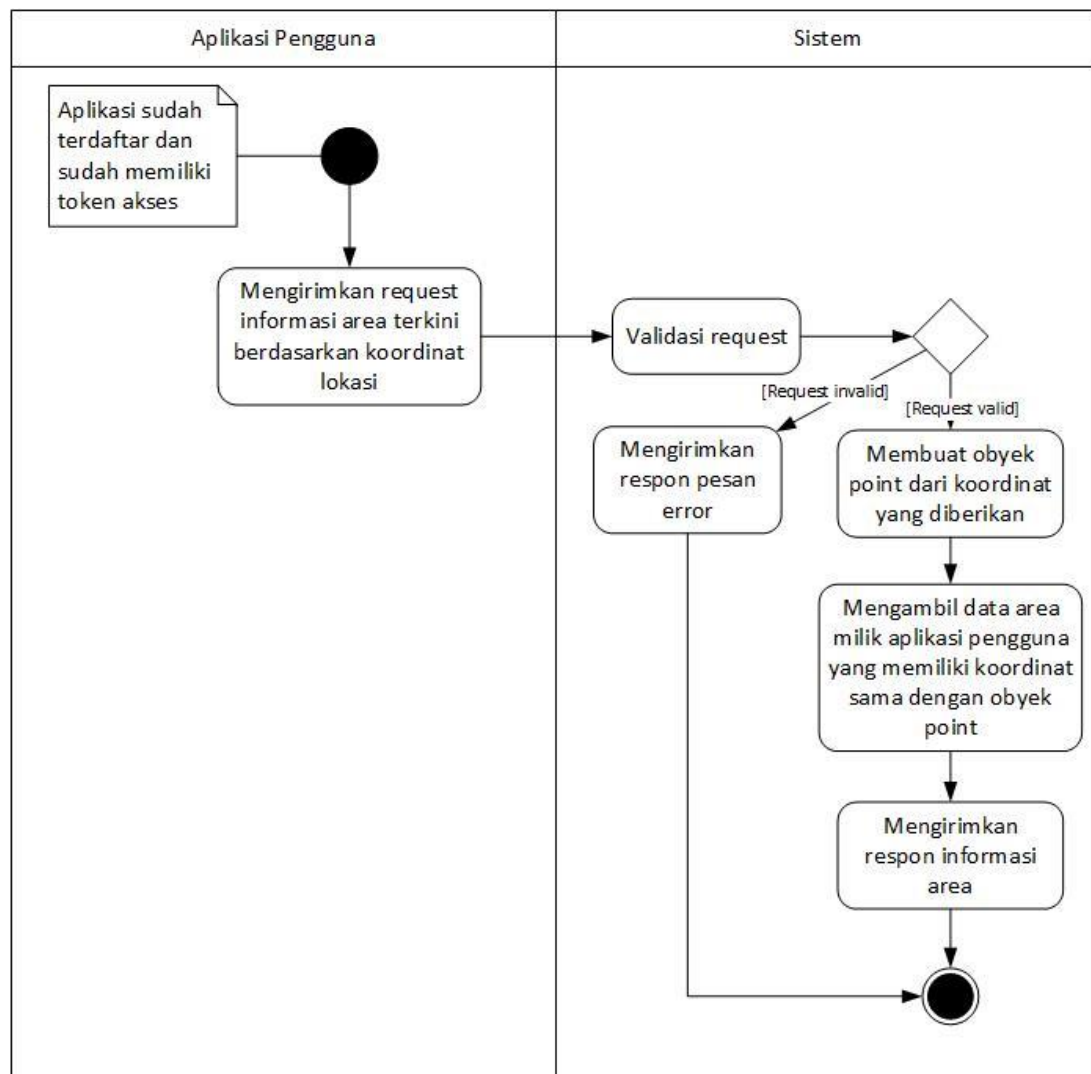 Aplikasi Pengguna
Sistem
Aplikasi sudah
terdaftar dan
sudah memiliki
token akses
Mengirimkan request
informasi area terkini
berdasarkan koordinat
lokasi
Validasi request
[Request invalid]
[Request valid]
Mengirimkan
respon pesan
error
Membuat obyek
point dari koordinat
yang diberikan
Mengambil data area
milik aplikasi pengguna
yang memiliki koordinat
sama dengan obyek
point
Mengirimkan
respon informasi
area